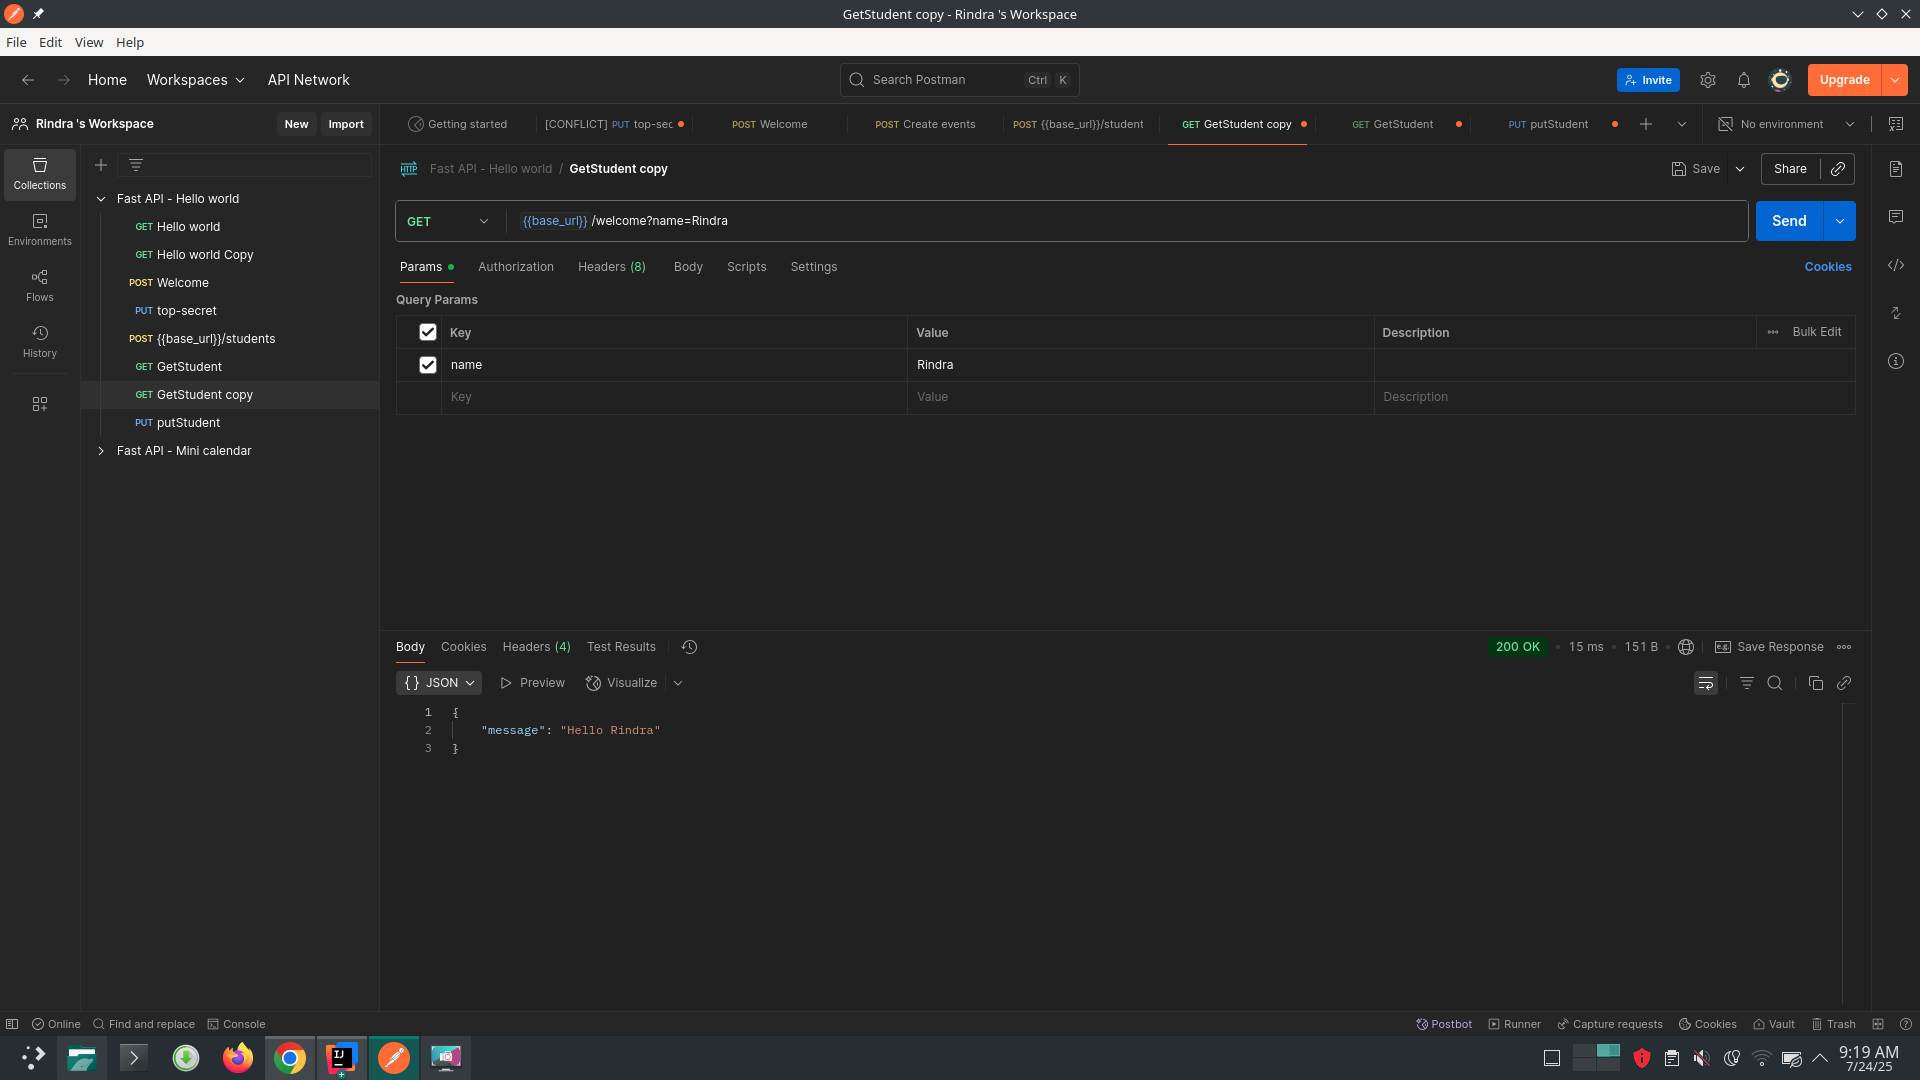 GetStudent copy - Rindra 's Workspace
File Edit View Help
Home Workspaces API Network Search Postman Ctrl K Invite Upgrade
Rindra 's Workspace New Import
Getting started [CONFLICT] PUT top-sec POST Welcome POST Create events POST {{base_url}}/student GET GetStudent copy GET GetStudent PUT putStudent No environment
Collections
Environments
Flows
History
Fast API - Hello world
GET Hello world
GET Hello world Copy
POST Welcome
PUT top-secret
POST {{base_url}}/students
GET GetStudent
GET GetStudent copy
PUT putStudent
Fast API - Mini calendar
HTTP Fast API - Hello world / GetStudent copy Save Share
GET {{base_url}} /welcome?name=Rindra Send
Params Authorization Headers (8) Body Scripts Settings Cookies
Query Params
Key Value Description Bulk Edit
name Rindra
Key Value Description
Body Cookies Headers (4) Test Results 200 OK 15 ms 151 B e.g. Save Response
{} JSON Preview Visualize
1 {
2 "message": "Hello Rindra"
3 }
Online Find and replace Console Postbot Runner Capture requests Cookies Vault Trash
IJ
9:19 AM
7/24/25